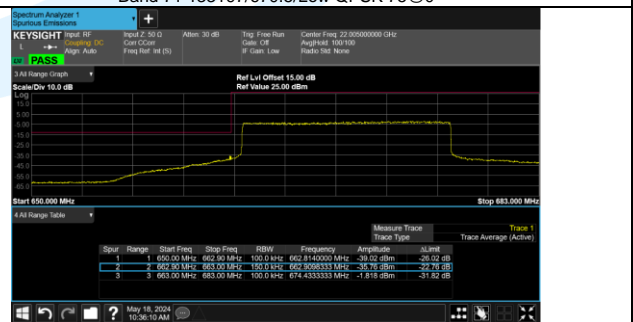 Spectrum Analyzer 1
Spurious Emissions
+
KEYSIGHT Input: RF Input Z: 50 Ω Atten: 30 dB Trig: Free Run Center Freq: 22.005000000 GHz
L Coupling: DC Corr CCorr Gate: Off Avg|Hold: 100/100
Align: Auto Freq Ref: Int (S) IF Gain: Low Radio Std: None
PASS
3 All Range Graph
Ref Lvl Offset 15.00 dB
Scale/Div 10.0 dB Ref Value 25.00 dBm
Log
15.0
5.00
-5.00
-15.0
-25.0
-35.0
-45.0
-55.0
-65.0
Start 650.000 MHz Stop 683.000 MHz
4 All Range Table
Measure Trace Trace 1
Trace Type Trace Average (Active)
Spur Range Start Freq Stop Freq RBW Frequency Amplitude ΔLimit
1 1 650.00 MHz 662.90 MHz 100.0 kHz 662.8140000 MHz -39.02 dBm -26.02 dB
2 2 662.90 MHz 663.00 MHz 150.0 kHz 662.9098333 MHz -35.76 dBm -22.76 dB
3 3 663.00 MHz 683.00 MHz 100.0 kHz 674.4333333 MHz -1.818 dBm -31.82 dB
? May 18, 2024
10:36:10 AM